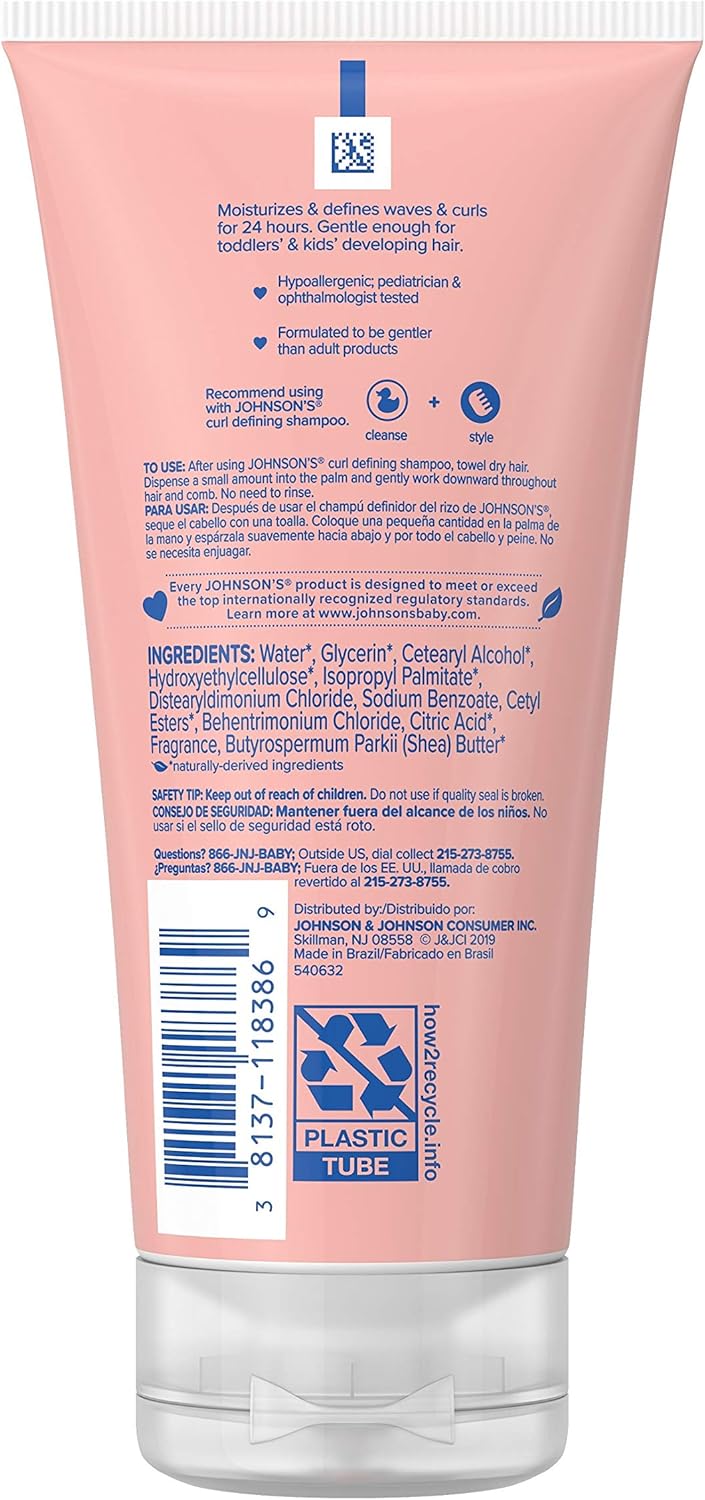 Moisturizes & defines waves & curls
for 24 hours. Gentle enough for
toddlers' & kids' developing hair.
Hypoallergenic; pediatrician &
ophthalmologist tested
Formulated to be gentler
than adult products
Recommend using
with JOHNSON'S®
curl defining shampoo.
cleanse
+
style
TO USE: After using JOHNSON'S® curl defining shampoo, towel dry hair.
Dispense a small amount into the palm and gently work downward throughout
hair and comb. No need to rinse.
PARA USAR: Después de usar el champú definidor del rizo de JOHNSON'S®,
seque el cabello con una toalla. Coloque una pequeña cantidad en la palma de
la mano y espárzala suavemente hacia abajo y por todo el cabello y peine. No
se necesita enjuagar.
Every JOHNSON'S® product is designed to meet or exceed
the top internationally recognized regulatory standards.
Learn more at www.johnsonsbaby.com.
INGREDIENTS: Water*, Glycerin*, Cetearyl Alcohol*,
Hydroxyethylcellulose*, Isopropyl Palmitate*,
Distearyldimonium Chloride, Sodium Benzoate, Cetyl
Esters*, Behentrimonium Chloride, Citric Acid*,
Fragrance, Butyrospermum Parkii (Shea) Butter*
*naturally-derived ingredients
SAFETY TIP: Keep out of reach of children. Do not use if quality seal is broken.
CONSEJO DE SEGURIDAD: Mantener fuera del alcance de los niños. No
usar si el sello de seguridad está roto.
Questions? 866-JNJ-BABY; Outside US, dial collect 215-273-8755.
¿Preguntas? 866-JNJ-BABY; Fuera de los EE. UU., llamada de cobro
revertido al 215-273-8755.
Distributed by:/Distribuido por:
JOHNSON & JOHNSON CONSUMER INC.
Skillman, NJ 08558 © J&JCI 2019
Made in Brazil/Fabricado en Brasil
540632
3 8137-118386 9
PLASTIC
TUBE
how2recycle.info